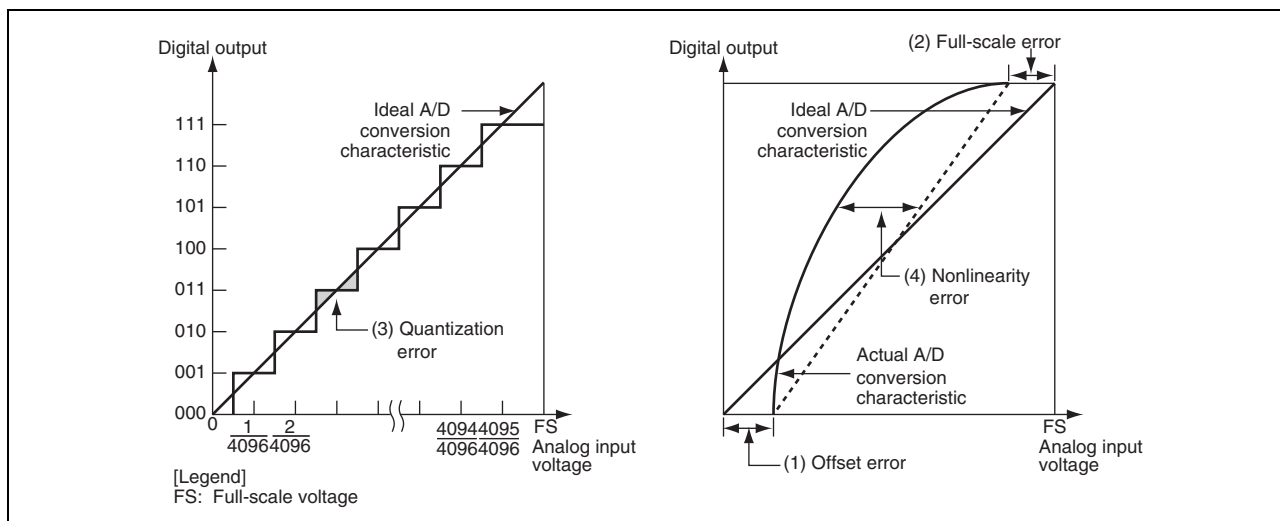 Digital output
Ideal A/D
conversion
characteristic
111
110
101
100
011
010
001
000
(3) Quantization
error
0
1
4096
2
4096
4094
4096
4095
4096
FS
Analog input
voltage
[Legend]
FS: Full-scale voltage
Digital output
(2) Full-scale error
Ideal A/D
conversion
characteristic
(4) Nonlinearity
error
Actual A/D
conversion
characteristic
FS
Analog input
voltage
(1) Offset error